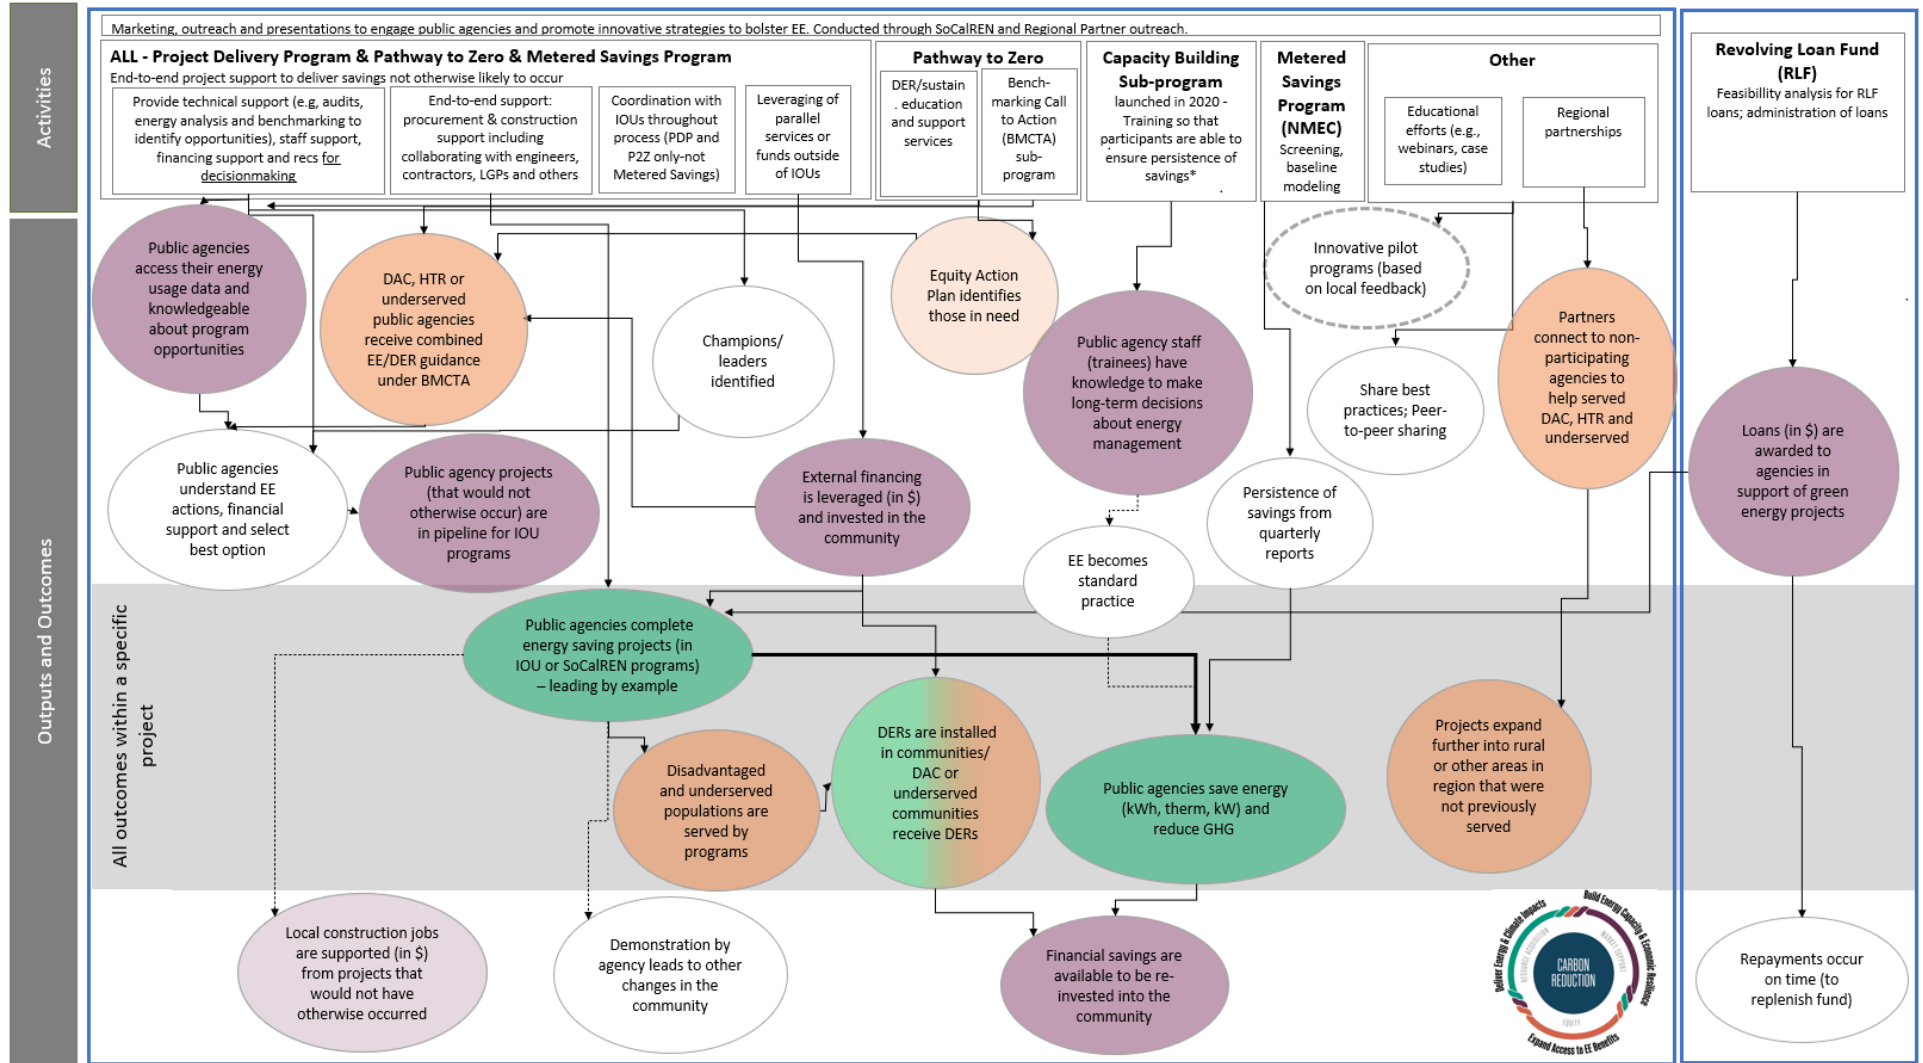 Marketing, outreach and presentations to engage public agencies and promote innovative strategies to bolster EE. Conducted through SoCalREN and Regional Partner outreach.
Activities
ALL - Project Delivery Program & Pathway to Zero & Metered Savings Program
End-to-end project support to deliver savings not otherwise likely to occur
Provide technical support (e.g, audits,
energy analysis and benchmarking to
identify opportunities), staff support,
financing support and recs for
decisionmaking
End-to-end support:
procurement & construction
support including
collaborating with engineers,
contractors, LGPs and others
Coordination with
IOUs throughout
process (PDP and
P2Z only-not
Metered Savings)
Leveraging of
parallel
services or
funds outside
of IOUs
Pathway to Zero
DER/sustain
. education
and support
services
Bench-
marking Call
to Action
(BMCTA)
sub-
program
Capacity Building
Sub-program
launched in 2020 -
Training so that
participants are able to
ensure persistence of
savings*
Metered
Savings
Program
(NMEC)
Screening,
baseline
modeling
Other
Educational
efforts (e.g.,
webinars, case
studies)
Regional
partnerships
Revolving Loan Fund
(RLF)
Feasibillity analysis for RLF
loans; administration of loans
Outputs and Outcomes
Public agencies
access their energy
usage data and
knowledgeable
about program
opportunities
DAC, HTR or
underserved
public agencies
receive combined
EE/DER guidance
under BMCTA
Champions/
leaders
identified
Equity Action
Plan identifies
those in need
Public agency staff
(trainees) have
knowledge to make
long-term decisions
about energy
management
Innovative pilot
programs (based
on local feedback)
Share best
practices; Peer-
to-peer sharing
Partners
connect to non-
participating
agencies to
help served
DAC, HTR and
underserved
Loans (in $) are
awarded to
agencies in
support of green
energy projects
Public agencies
understand EE
actions, financial
support and select
best option
Public agency projects
(that would not
otherwise occur) are
in pipeline for IOU
programs
External financing
is leveraged (in $)
and invested in the
community
EE becomes
standard
practice
Persistence of
savings from
quarterly
reports
All outcomes within a specific
project
Public agencies complete
energy saving projects (in
IOU or SoCalREN programs)
– leading by example
Disadvantaged
and underserved
populations are
served by
programs
DERs are installed
in communities/
DAC or
underserved
communities
receive DERs
Public agencies save energy
(kWh, therm, kW) and
reduce GHG
Projects expand
further into rural
or other areas in
region that were
not previously
served
Local construction jobs
are supported (in $)
from projects that
would not have
otherwise occurred
Demonstration by
agency leads to other
changes in the
community
Financial savings are
available to be re-
invested into the
community
Deliver Energy & Climate Impacts
Build Energy Capacity & Economic Resilience
Expand Access to EE Benefits
RESOURCE ACQUISITION
MARKET SUPPORT
EQUITY
CARBON
REDUCTION
Repayments occur
on time (to
replenish fund)